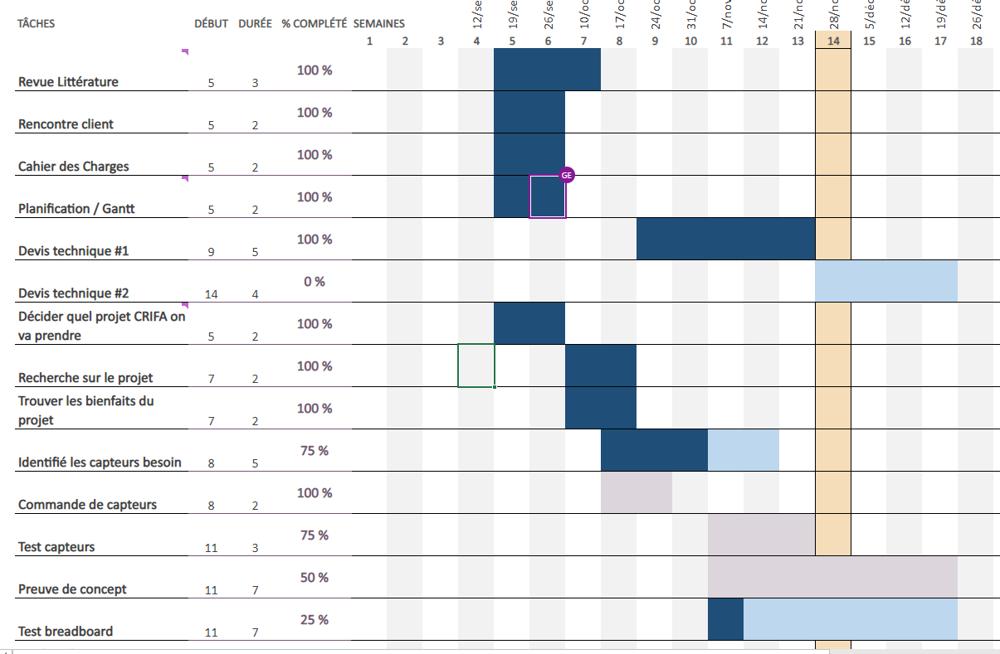 TÂCHES DÉBUT DURÉE % COMPLÉTÉ SEMAINES
12/se 19/se 26/se 10/oc 17/oc 24/oc 31/oc 7/nov 14/no 21/no 28/no 5/déc 12/dé 19/dé 26/dé
1 2 3 4 5 6 7 8 9 10 11 12 13 14 15 16 17 18
Revue Littérature 5 3 100 %
Rencontre client 5 2 100 %
Cahier des Charges 5 2 100 %
GE
Planification / Gantt 5 2 100 %
Devis technique #1 9 5 100 %
Devis technique #2 14 4 0 %
Décider quel projet CRIFA on
va prendre 5 2 100 %
Recherche sur le projet 7 2 100 %
Trouver les bienfaits du
projet 7 2 100 %
Identifié les capteurs besoin 8 5 75 %
Commande de capteurs 8 2 100 %
Test capteurs 11 3 75 %
Preuve de concept 11 7 50 %
Test breadboard 11 7 25 %